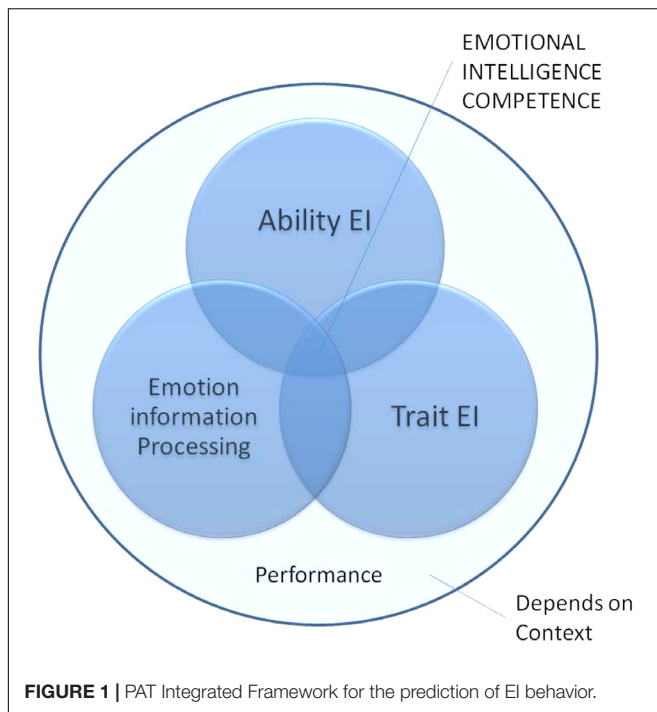 EMOTIONAL
INTELLIGENCE
COMPETENCE
Ability EI
Emotion
information
Processing
Trait EI
Performance
Depends on
Context
FIGURE 1 | PAT Integrated Framework for the prediction of EI behavior.